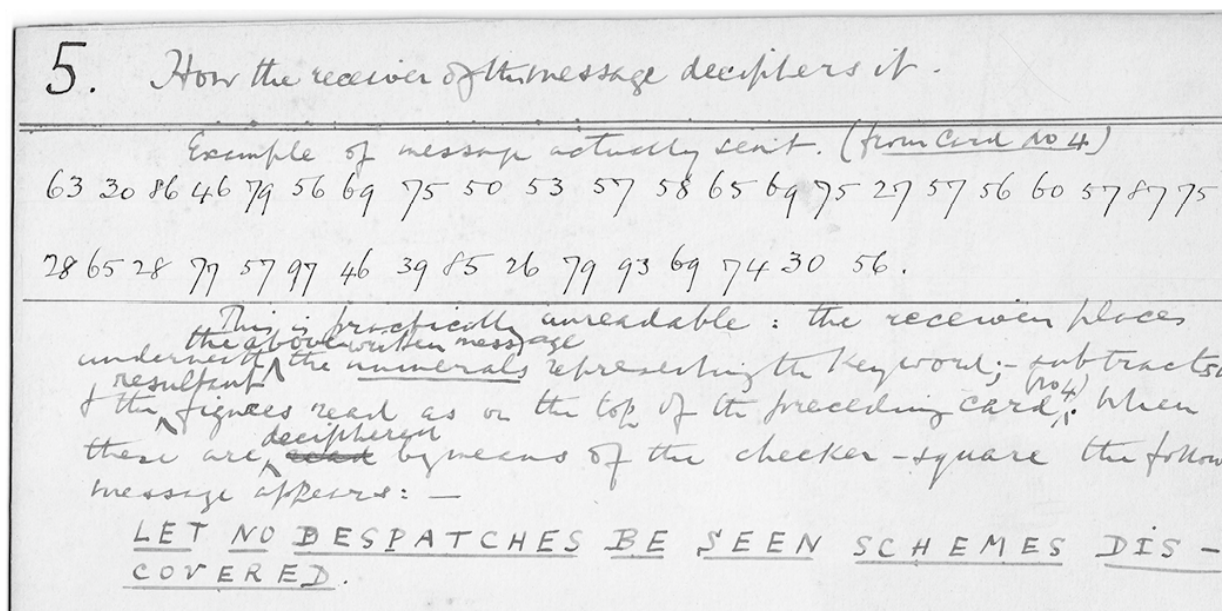 5. How the receiver of the message deciphers it.
Example of message actually sent. (from Card no 4)
63 30 86 46 79 56 69 75 50 53 57 58 65 69 75 27 57 56 60 57 87 75
28 65 28 77 57 97 46 39 85 26 79 93 69 74 30 56.
This is practically unreadable: the receiver places
the above written message
underneath the numerals representing the keyword;- subtracts
resultant (no 4)
& the figures read as on the top of the preceding card. When
deciphered
these are read by means of the checker-square the follow
message appears: —
LET NO DESPATCHES BE SEEN SCHEMES DIS-
COVERED.